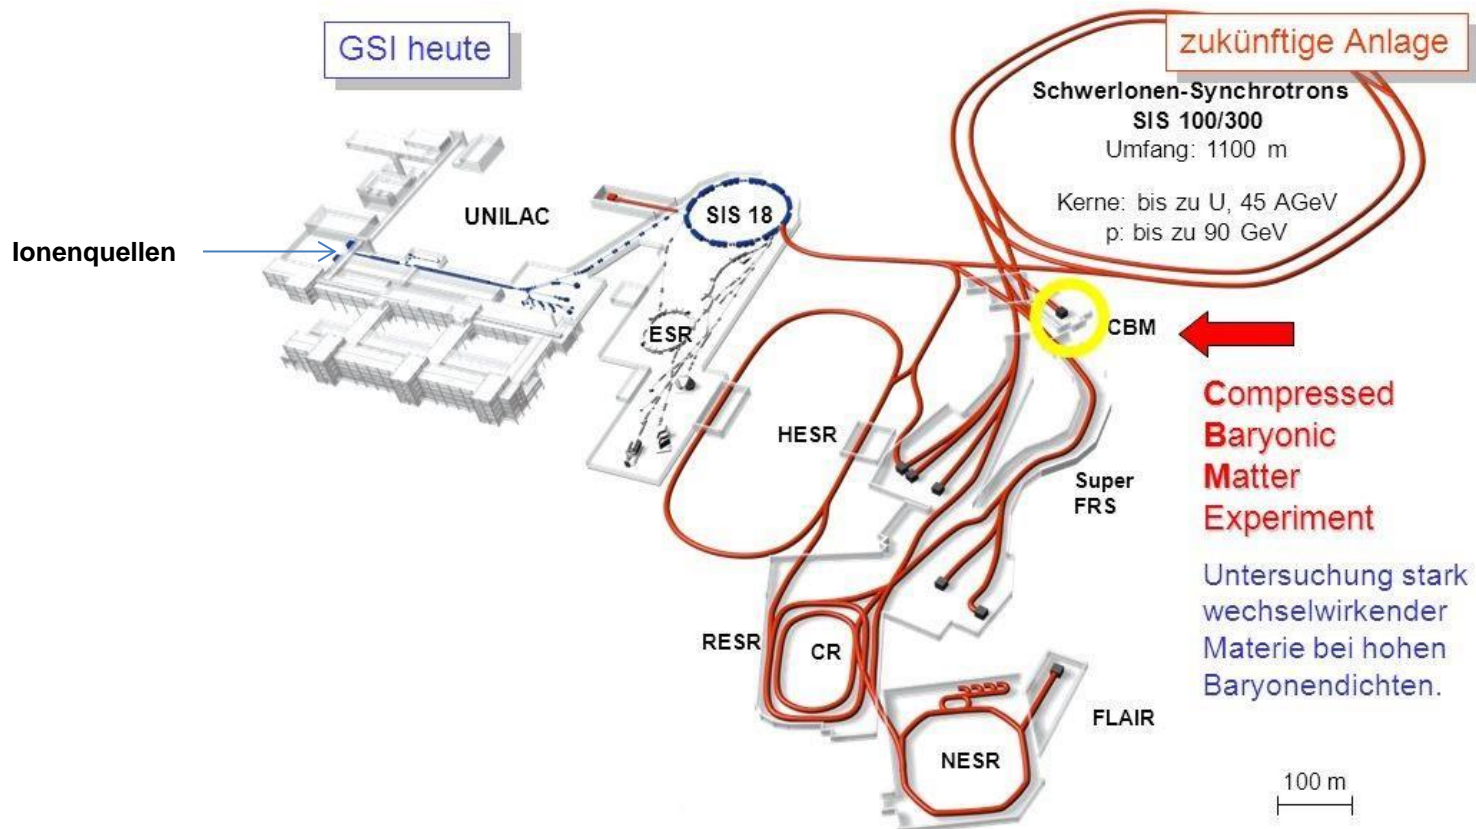 GSI heute
zukünftige Anlage
Schwerlonen-Synchrotrons
SIS 100/300
Umfang: 1100 m
Kerne: bis zu U, 45 AGeV
p: bis zu 90 GeV
UNILAC
SIS 18
Ionenquellen
ESR
CBM
HESR
Compressed
Baryonic
Matter
Experiment
Super
FRS
Untersuchung stark
wechselwirkender
Materie bei hohen
Baryonendichten.
RESR
CR
FLAIR
NESR
100 m